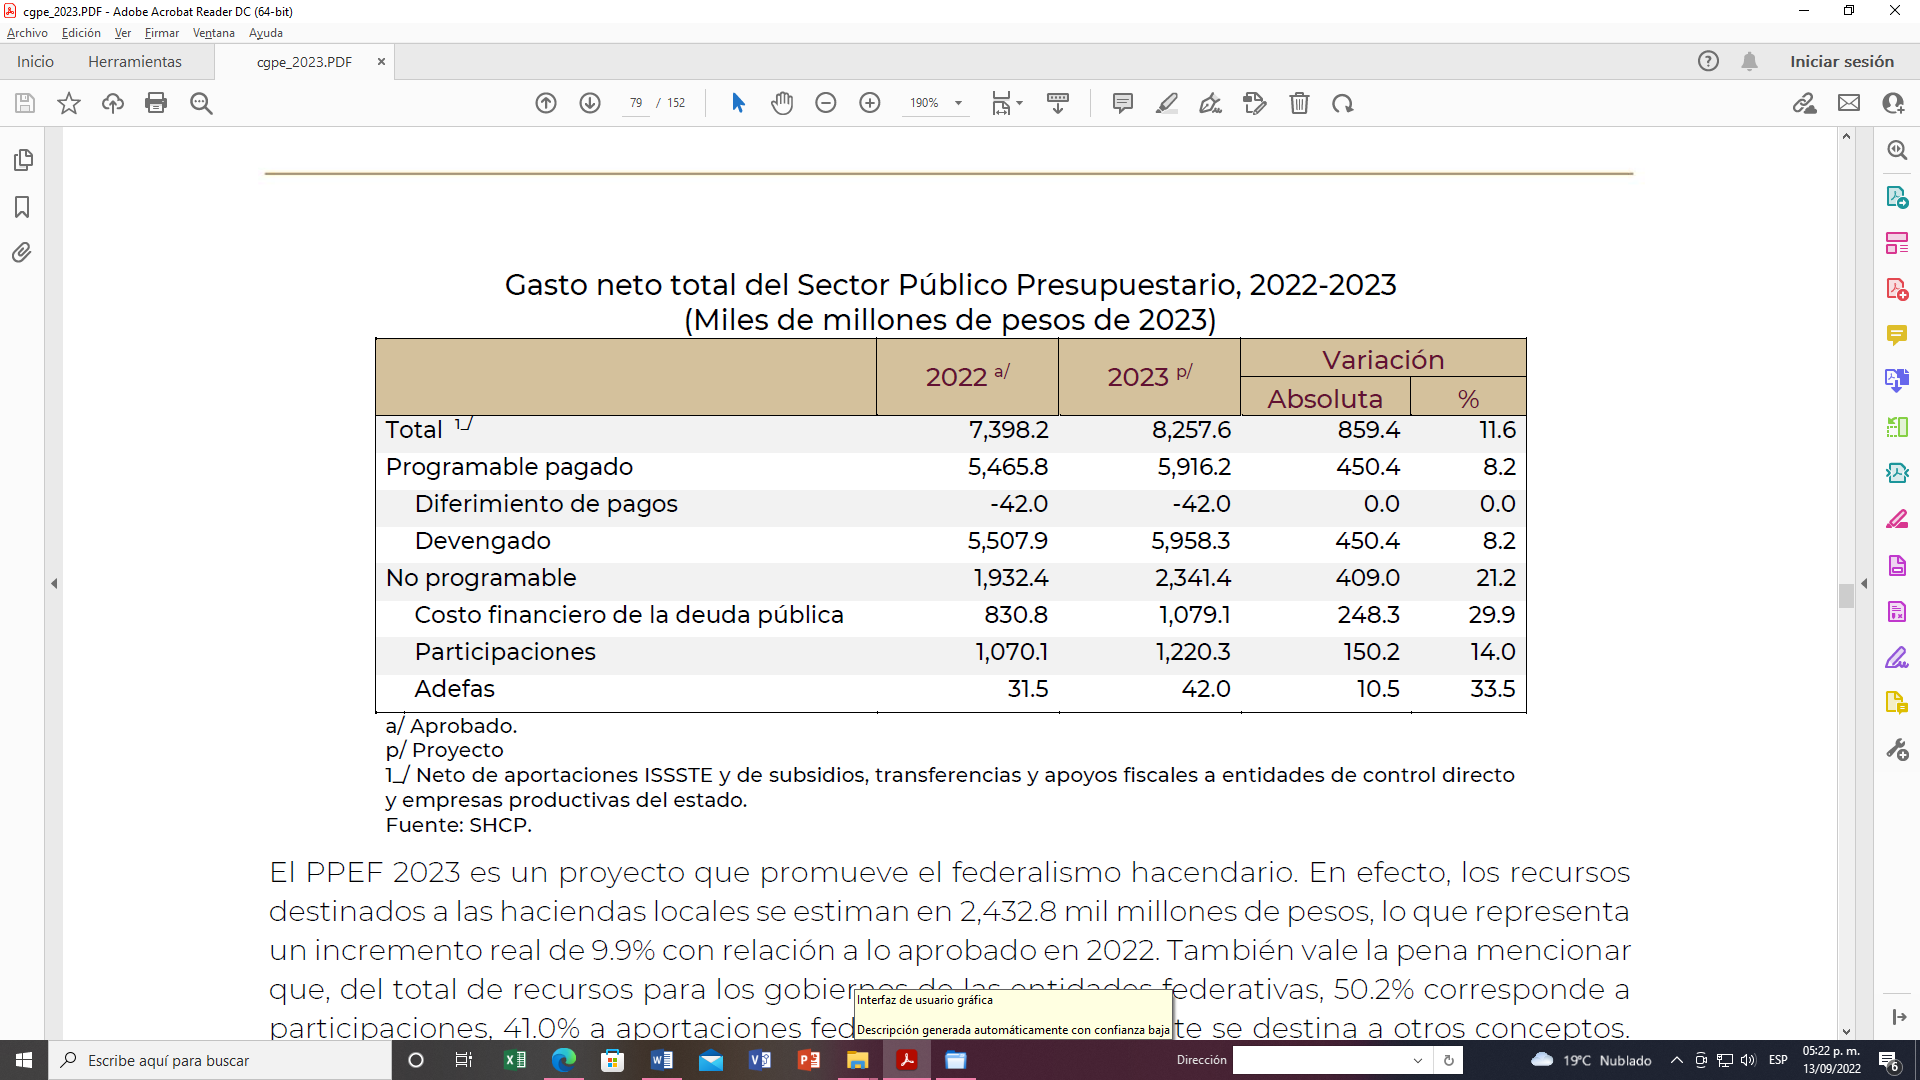 cgpe_2023.PDF - Adobe Acrobat Reader DC (64-bit)
Archivo Edición Ver Firmar Ventana Ayuda
Inicio Herramientas cgpe_2023.PDF × Iniciar sesión
79 / 152 190%
Gasto neto total del Sector Público Presupuestario, 2022-2023
(Miles de millones de pesos de 2023)
2022 a/ 2023 p/ Variación
Absoluta %
Total 1_/ 7,398.2 8,257.6 859.4 11.6
Programable pagado 5,465.8 5,916.2 450.4 8.2
Diferimiento de pagos -42.0 -42.0 0.0 0.0
Devengado 5,507.9 5,958.3 450.4 8.2
No programable 1,932.4 2,341.4 409.0 21.2
Costo financiero de la deuda pública 830.8 1,079.1 248.3 29.9
Participaciones 1,070.1 1,220.3 150.2 14.0
Adefas 31.5 42.0 10.5 33.5
a/ Aprobado.
p/ Proyecto
1_/ Neto de aportaciones ISSSTE y de subsidios, transferencias y apoyos fiscales a entidades de control directo
y empresas productivas del estado.
Fuente: SHCP.
El PPEF 2023 es un proyecto que promueve el federalismo hacendario. En efecto, los recursos
destinados a las haciendas locales se estiman en 2,432.8 mil millones de pesos, lo que representa
un incremento real de 9.9% con relación a lo aprobado en 2022. También vale la pena mencionar
que, del total de recursos para los gobiernos de las entidades federativas, 50.2% corresponde a
participaciones, 41.0% a aportaciones fed te se destina a otros conceptos.
Interfaz de usuario gráfica
Descripción generada automáticamente con confianza baja
Escribe aquí para buscar Dirección 19°C Nublado ESP 05:22 p. m.
13/09/2022 6